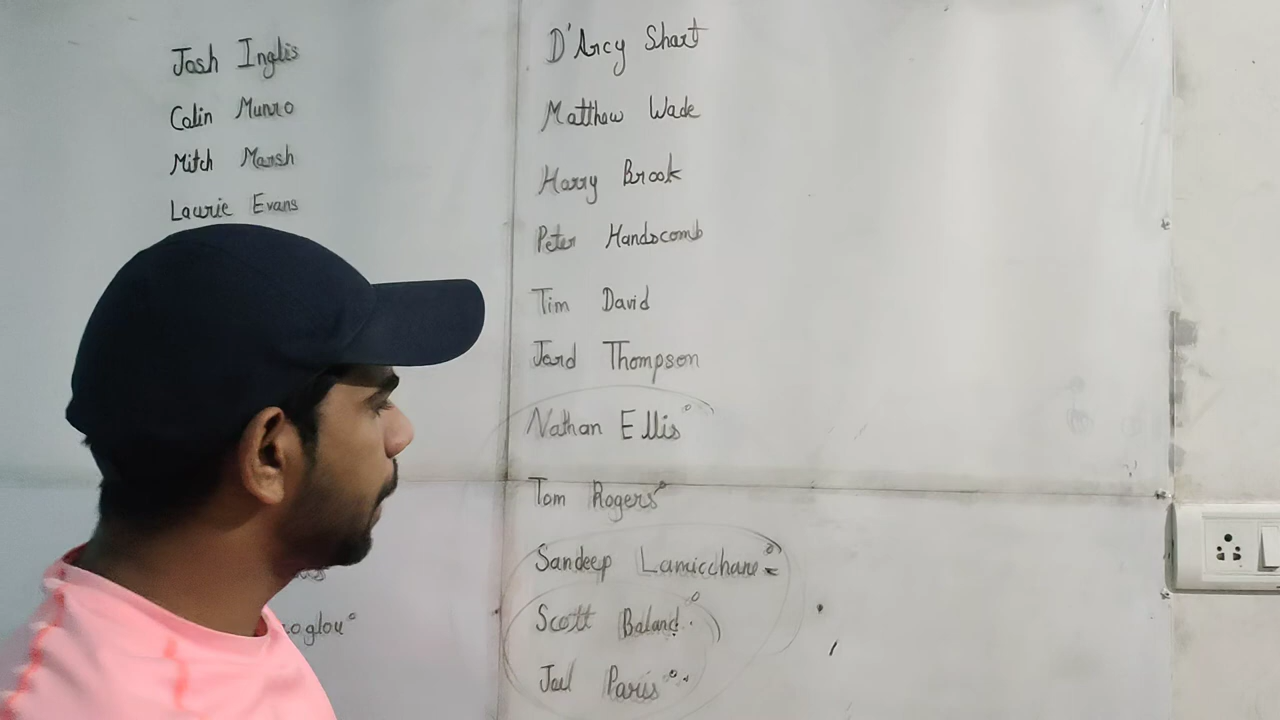 Josh Inglis
Colin Munro
Mitch Marsh
Laurie Evans
oglou
D'Arcy Short
Matthew Wade
Harry Brook
Peter Handscomb
Tim David
Jord Thompson
Nathan Ellis
Tom Rogers
Sandeep Lamicchane
Scott Boland
Joel Paris